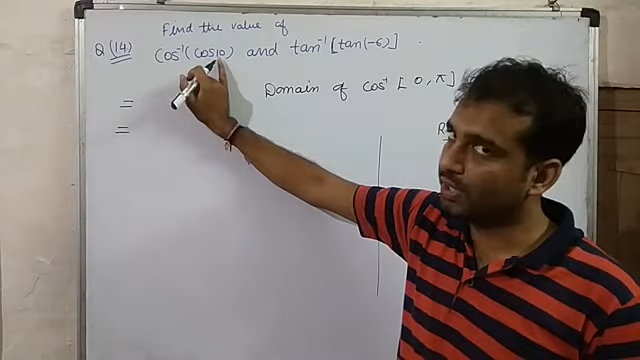 Find the value of
Q (14) Cos⁻¹(Cos10) and tan⁻¹[tan(-6)] .
Domain of cos⁻¹ [0, π]
=
=
R